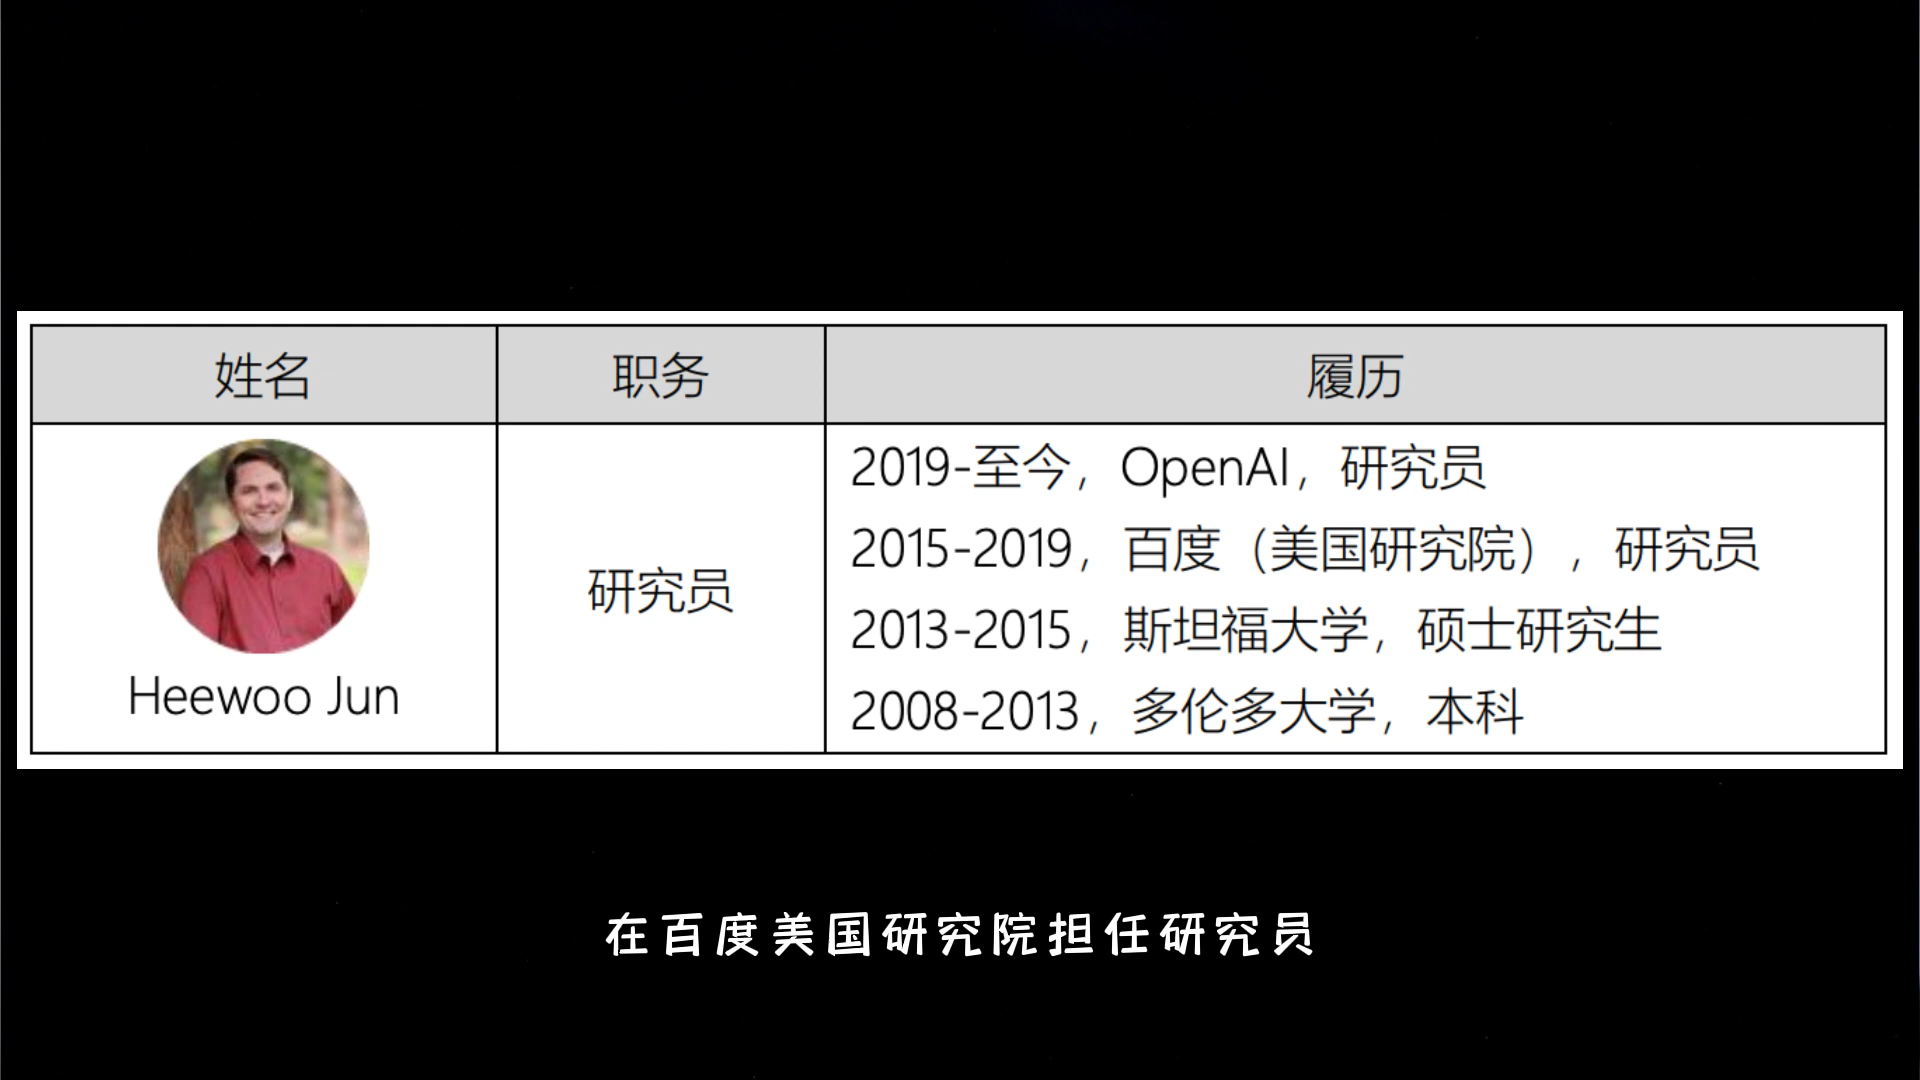 姓名
职务
履历
Heewoo Jun
研究员
2019-至今，OpenAI，研究员
2015-2019，百度（美国研究院），研究员
2013-2015，斯坦福大学，硕士研究生
2008-2013，多伦多大学，本科
在百度美国研究院担任研究员